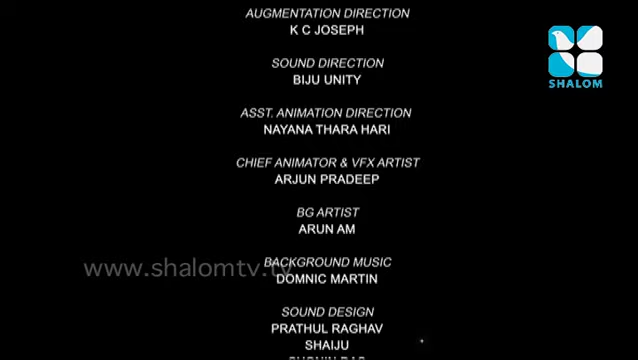 AUGMENTATION DIRECTION
K C JOSEPH
SHALOM
SOUND DIRECTION
BIJU UNITY
ASST. ANIMATION DIRECTION
NAYANA THARA HARI
CHIEF ANIMATOR & VFX ARTIST
ARJUN PRADEEP
BG ARTIST
ARUN AM
BACKGROUND MUSIC
www.shalomtv.tv
DOMNIC MARTIN
SOUND DESIGN
PRATHUL RAGHAV
SHAIJU